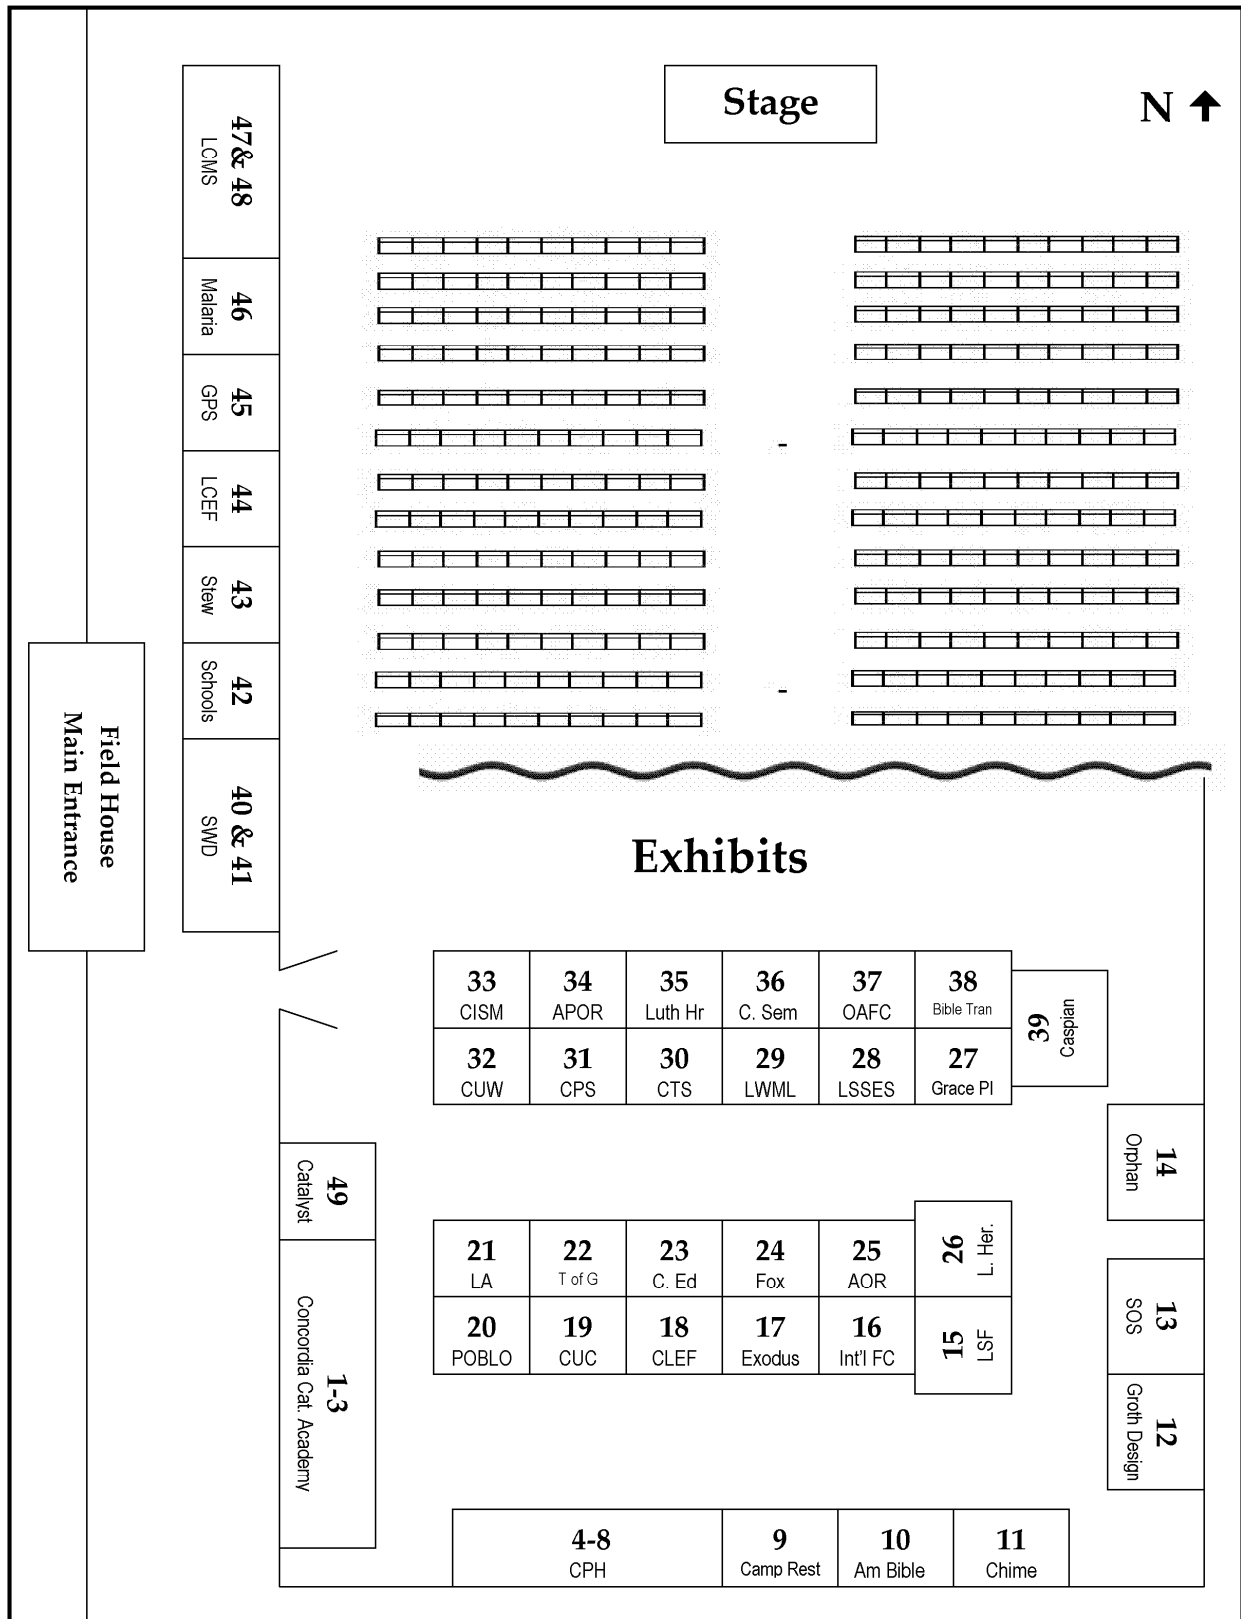 Stage
N
47& 48
LCMS
46
Malaria
45
GPS
44
LCEF
43
Stew
42
Schools
40 & 41
SWD
Field House
Main Entrance
Exhibits
33
CISM
34
APOR
35
Luth Hr
36
C. Sem
37
OAFC
38
Bible Tran
39
Caspian
32
CUW
31
CPS
30
CTS
29
LWML
28
LSSES
27
Grace Pl
14
Orphan
49
Catalyst
21
LA
22
T of G
23
C. Ed
24
Fox
25
AOR
26
L. Her.
20
POBLO
19
CUC
18
CLEF
17
Exodus
16
Int'l FC
15
LSF
13
SOS
12
Groth Design
1-3
Concordia Cat. Academy
4-8
CPH
9
Camp Rest
10
Am Bible
11
Chime